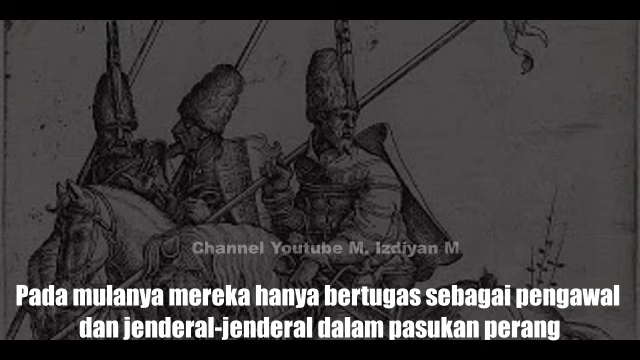 Channel Youtube M. Izdiyan M
Pada mulanya mereka hanya bertugas sebagai pengawal
dan jenderal-jenderal dalam pasukan perang